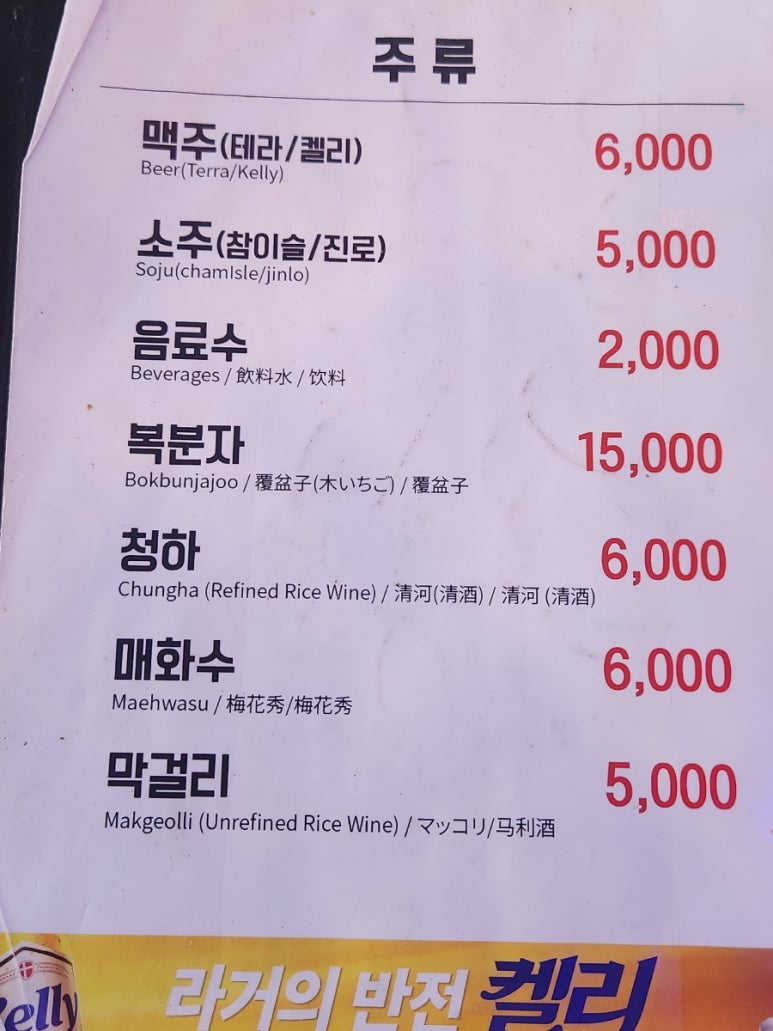 주류
맥주(테라/켈리) 6,000
Beer(Terra/Kelly)
소주(참이슬/진로) 5,000
Soju(chamIsle/jinlo)
음료수 2,000
Beverages / 飲料水 / 饮料
복분자 15,000
Bokbunjajoo / 覆盆子(木いちご) / 覆盆子
청하 6,000
Chungha (Refined Rice Wine) / 清河(清酒) / 清河 (清酒)
매화수 6,000
Maehwasu / 梅花秀/梅花秀
막걸리 5,000
Makgeolli (Unrefined Rice Wine) / マッコリ/马利酒
라거의 반전 켈리
elly